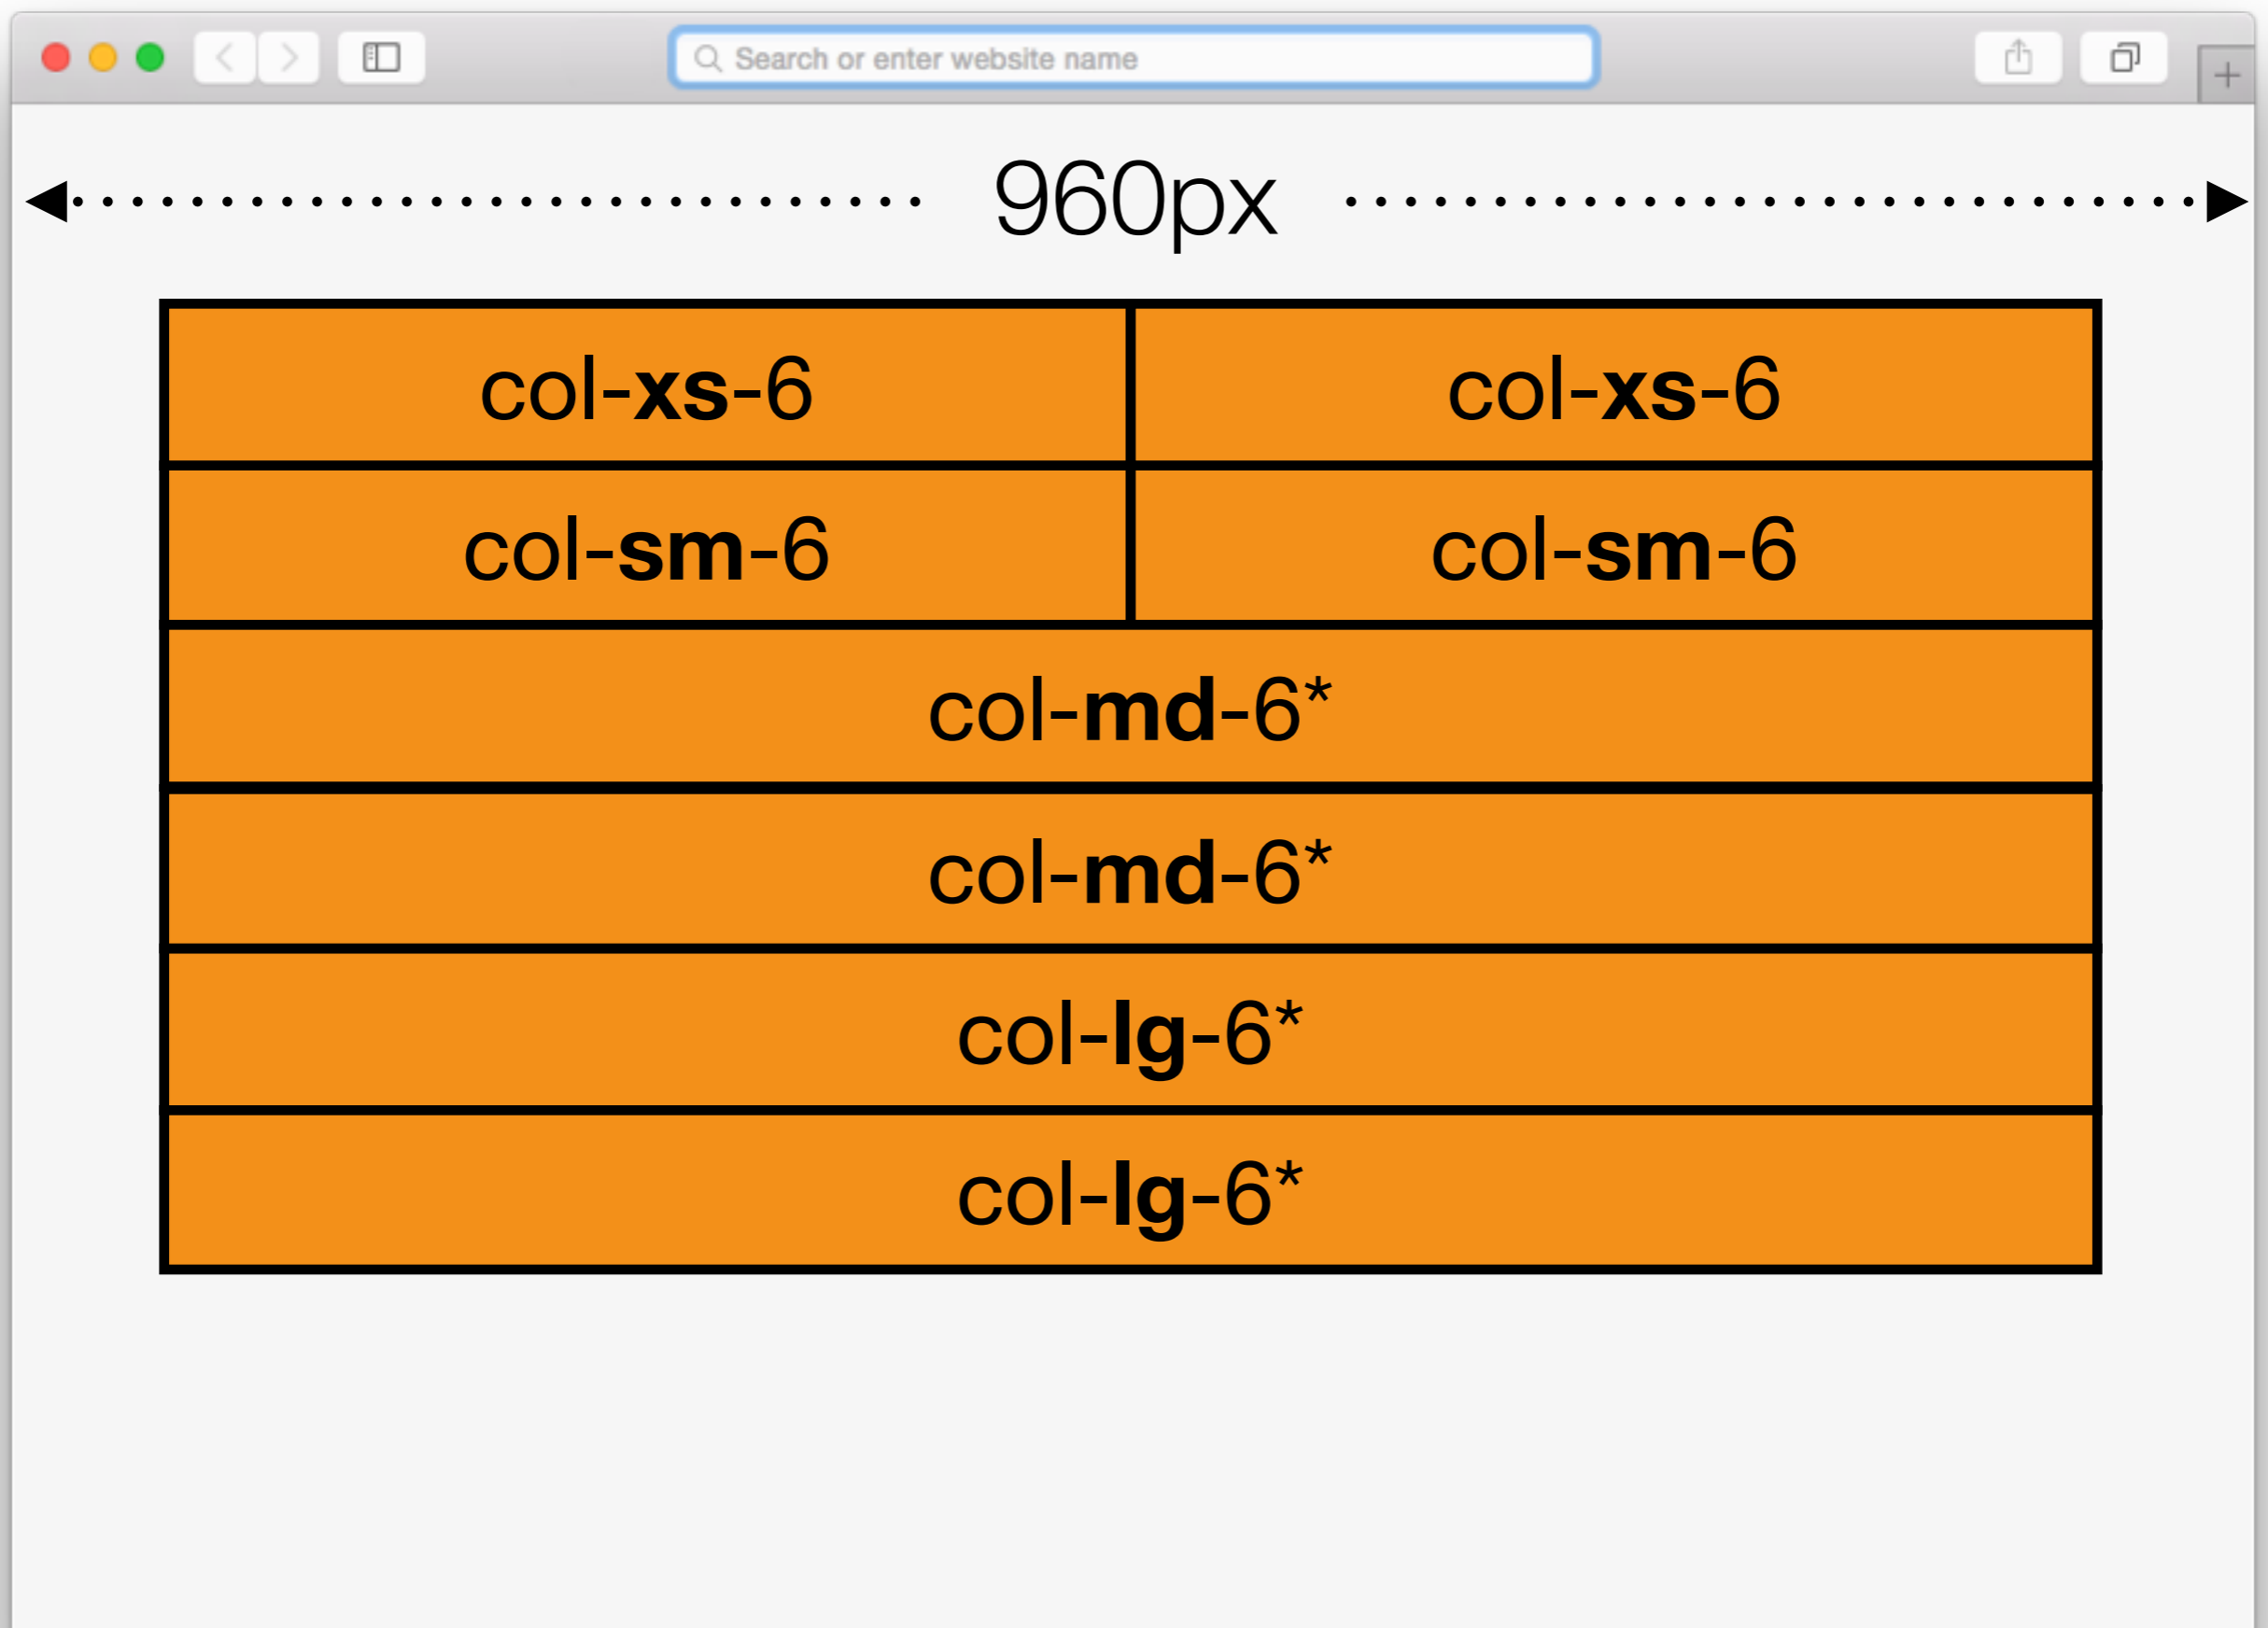 Search or enter website name
960px
col-xs-6 col-xs-6
col-sm-6 col-sm-6
col-md-6*
col-md-6*
col-lg-6*
col-lg-6*